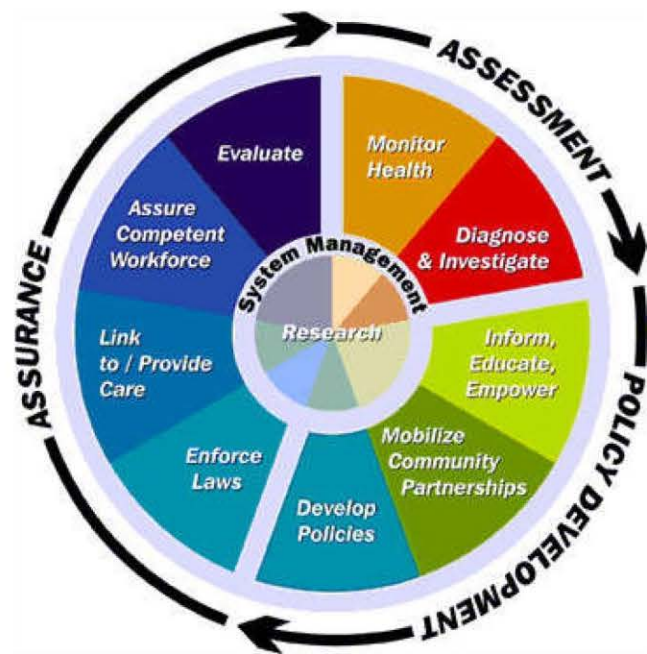 ASSESSMENT
Monitor
Health
Diagnose
& Investigate
POLICY DEVELOPMENT
Inform,
Educate,
Empower
Mobilize
Community
Partnerships
Develop
Policies
ASSURANCE
Enforce
Laws
Link
to / Provide
Care
Assure
Competent
Workforce
Evaluate
System Management
Research